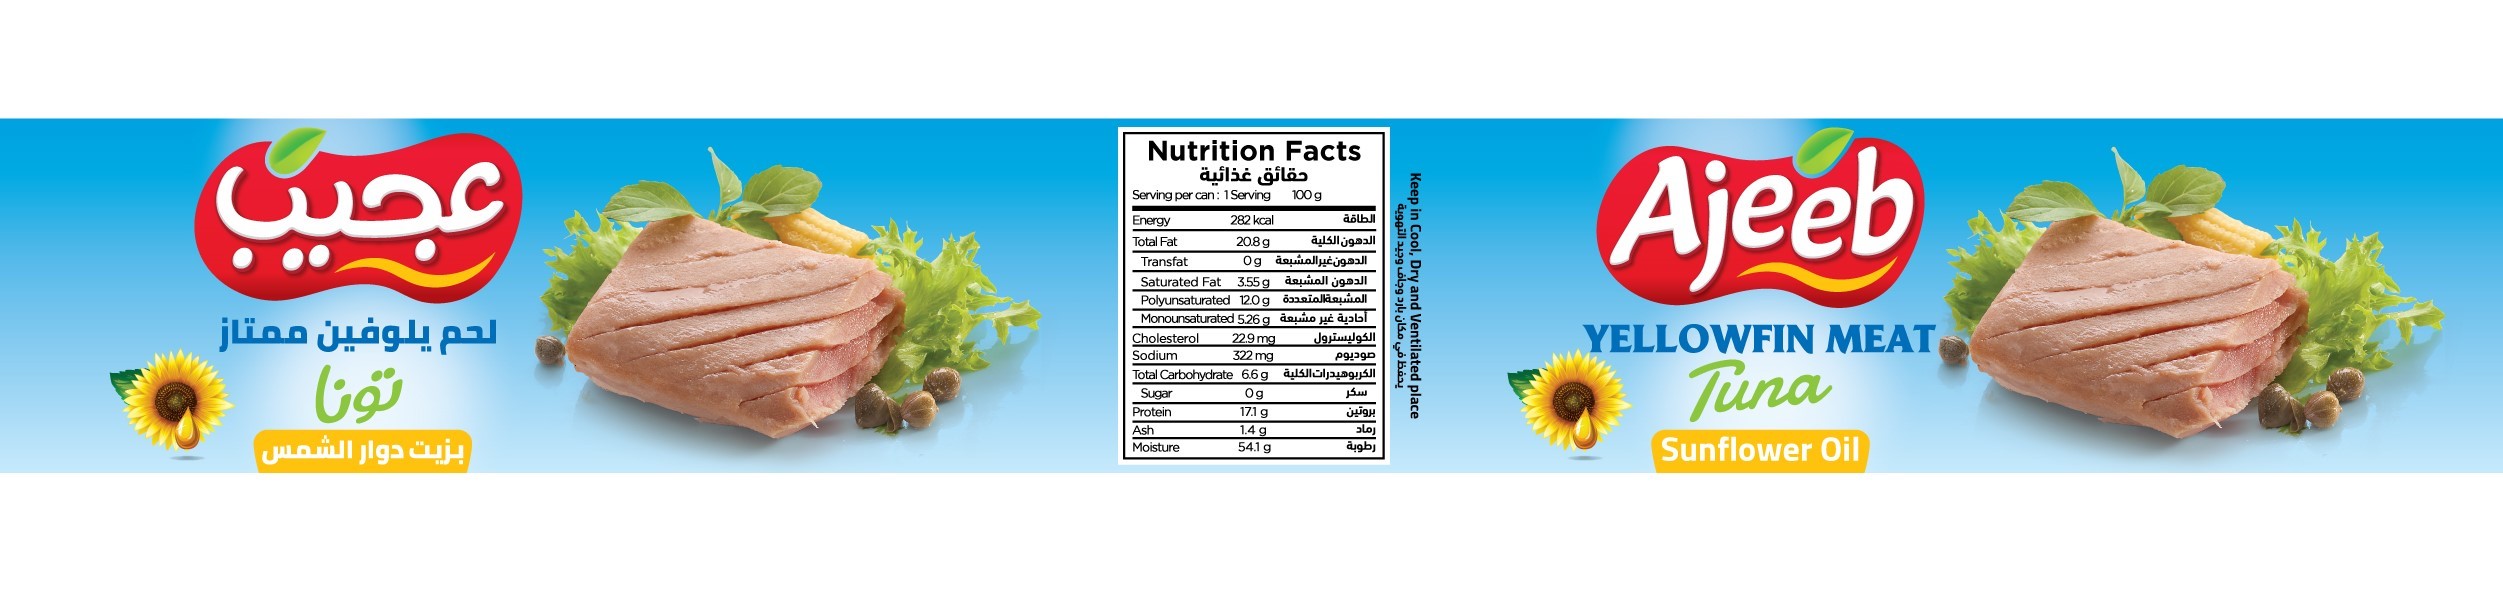 عجيب
لحم يلوفين ممتاز
تونا
بزيت دوار الشمس
Nutrition Facts
حقائق غذائية
Serving per can : 1 Serving 100 g
Energy 282 kcal الطاقة
Total Fat 20.8 g الدهون الكلية
Transfat 0 g الدهون غير المشبعة
Saturated Fat 3.55 g الدهون المشبعة
Polyunsaturated 12.0 g المشبعة المتعددة
Monounsaturated 5.26 g أحادية غير مشبعة
Cholesterol 22.9 mg الكوليسترول
Sodium 322 mg صوديوم
Total Carbohydrate 6.6 g الكربوهيدرات الكلية
Sugar 0 g سكر
Protein 17.1 g بروتين
Ash 1.4 g رماد
Moisture 54.1 g رطوبة
Keep in Cool, Dry and Ventilated place
يحفظ في مكان بارد وجاف وجيد التهوية
Ajeeb
YELLOWFIN MEAT
Tuna
Sunflower Oil